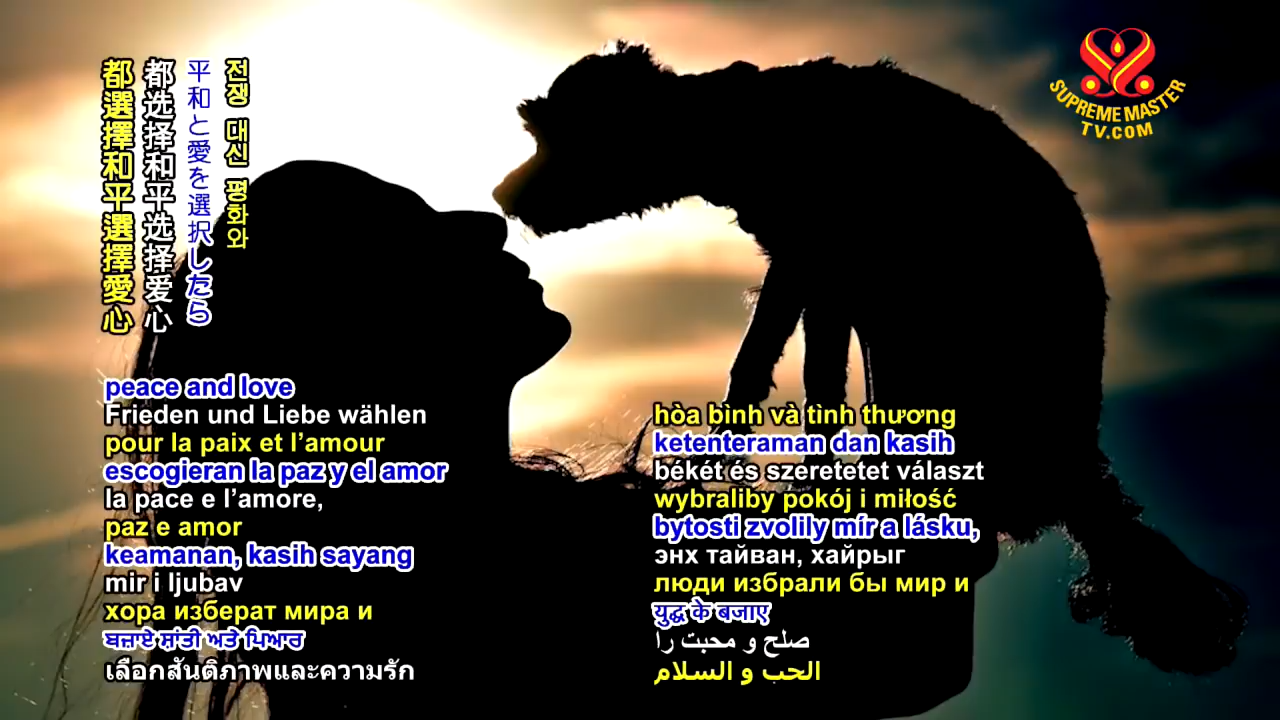 都選擇和平選擇愛心
都选择和平选择爱心
平和と愛を選択したら
전쟁 대신 평화와
SUPREME MASTER
TV.COM
peace and love
Frieden und Liebe wählen
pour la paix et l’amour
escogieran la paz y el amor
la pace e l’amore,
paz e amor
keamanan, kasih sayang
mir i ljubav
хора изберат мира и
ਬਜ਼ਾਏ ਸ਼ਾਂਤੀ ਅਤੇ ਪਿਆਰ
เลือกสันติภาพและความรัก
hòa bình và tình thương
ketenteraman dan kasih
békét és szeretetet választ
wybraliby pokój i miłość
bytosti zvolily mír a lásku,
энх тайван, хайрыг
люди избрали бы мир и
युद्ध के बजाए
صلح و محبت را
الحب و السلام